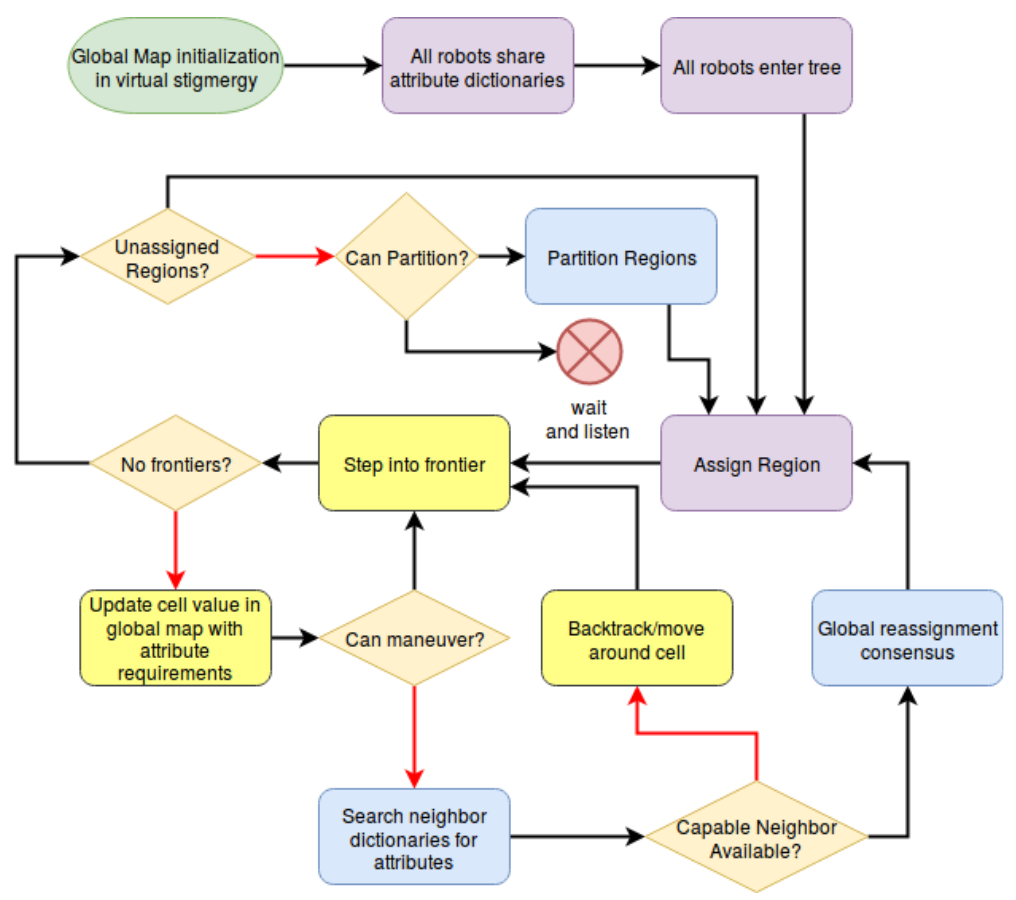 Global Map initialization
in virtual stigmergy
All robots share
attribute dictionaries
All robots enter tree
Unassigned
Regions?
Can Partition?
Partition Regions
wait
and listen
No frontiers?
Step into frontier
Assign Region
Update cell value in
global map with
attribute
requirements
Can maneuver?
Backtrack/move
around cell
Global reassignment
consensus
Search neighbor
dictionaries for
attributes
Capable Neighbor
Available?